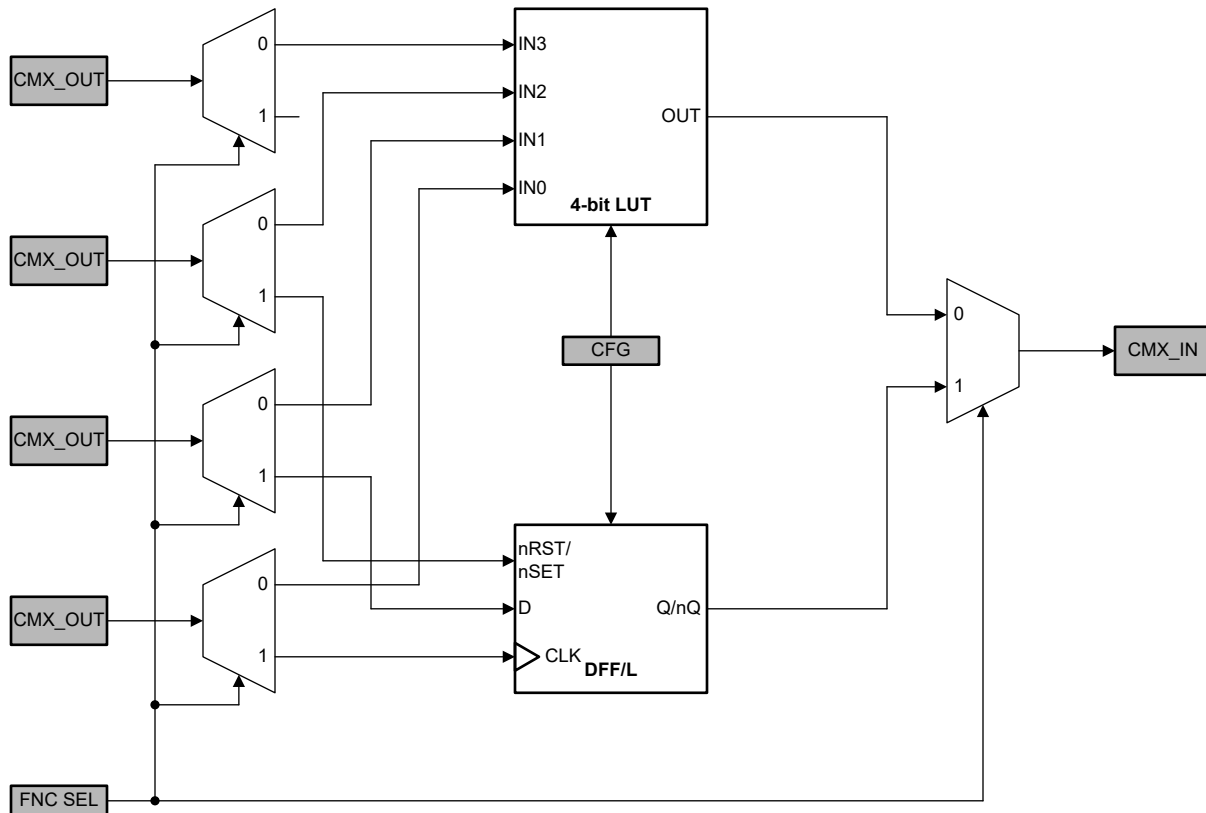 0
IN3
CMX_OUT
IN2
1
OUT
IN1
IN0
4-bit LUT
0
CMX_OUT
1
0
CFG
CMX_IN
1
0
CMX_OUT
1
nRST/
nSET
0
D
Q/nQ
CMX_OUT
1
CLK
DFF/L
FNC SEL